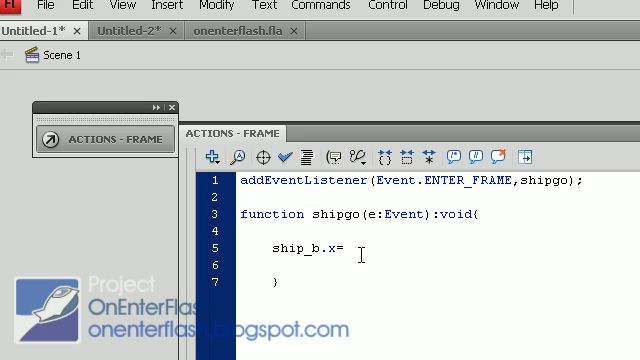 Fl File Edit View Insert Modify Text Commands Control Debug Window Help
Untitled-1* × Untitled-2* × onenterflash.fla ×
Scene 1
ACTIONS - FRAME
ACTIONS - FRAME
1 addEventListener(Event.ENTER_FRAME,shipgo);
2
3 function shipgo(e:Event):void{
4
5 ship_b.x=
6
7 }
Project
OnEnterFlash
onenterflash.blogspot.com